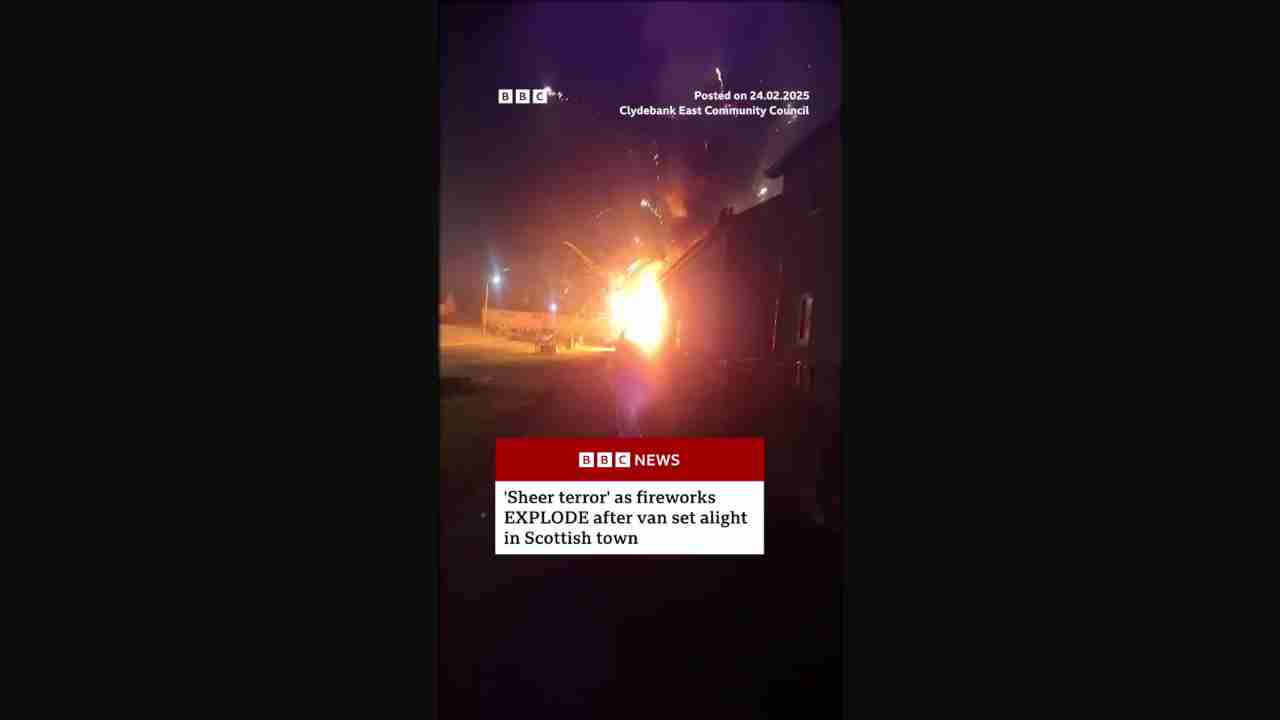 BBC
Posted on 24.02.2025
Clydebank East Community Council
BBC NEWS
'Sheer terror' as fireworks
EXPLODE after van set alight
in Scottish town